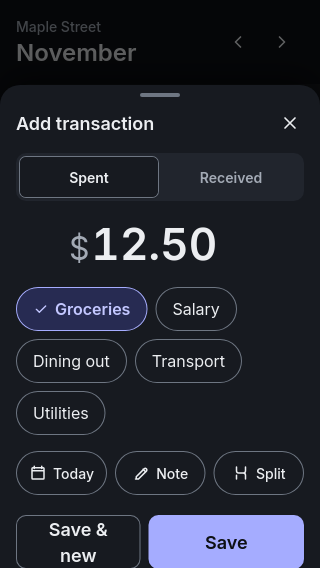 Maple Street
November
Add transaction
Spent
Received
$12.50
Groceries
Salary
Dining out
Transport
Utilities
Today
Note
Split
Save &
new
Save